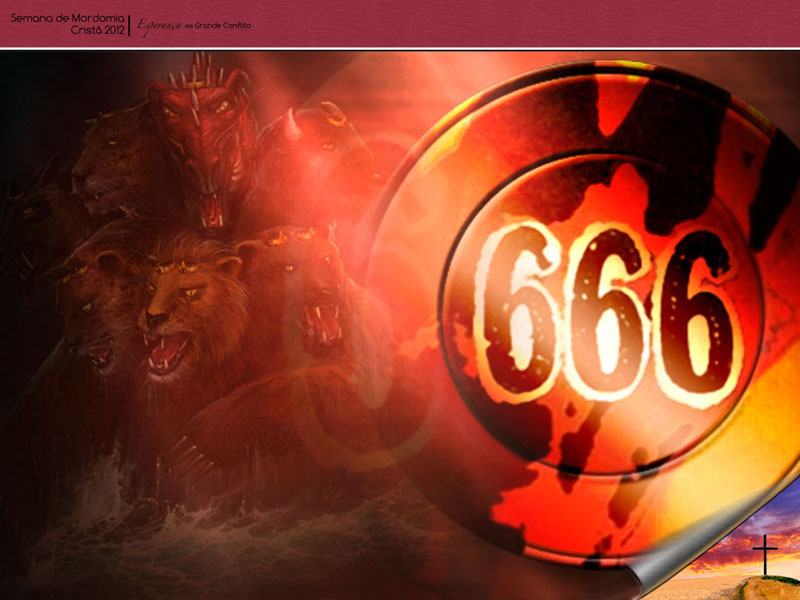 Semana de Mordomia
Cristã 2012
Esperança no Grande Conflito
666